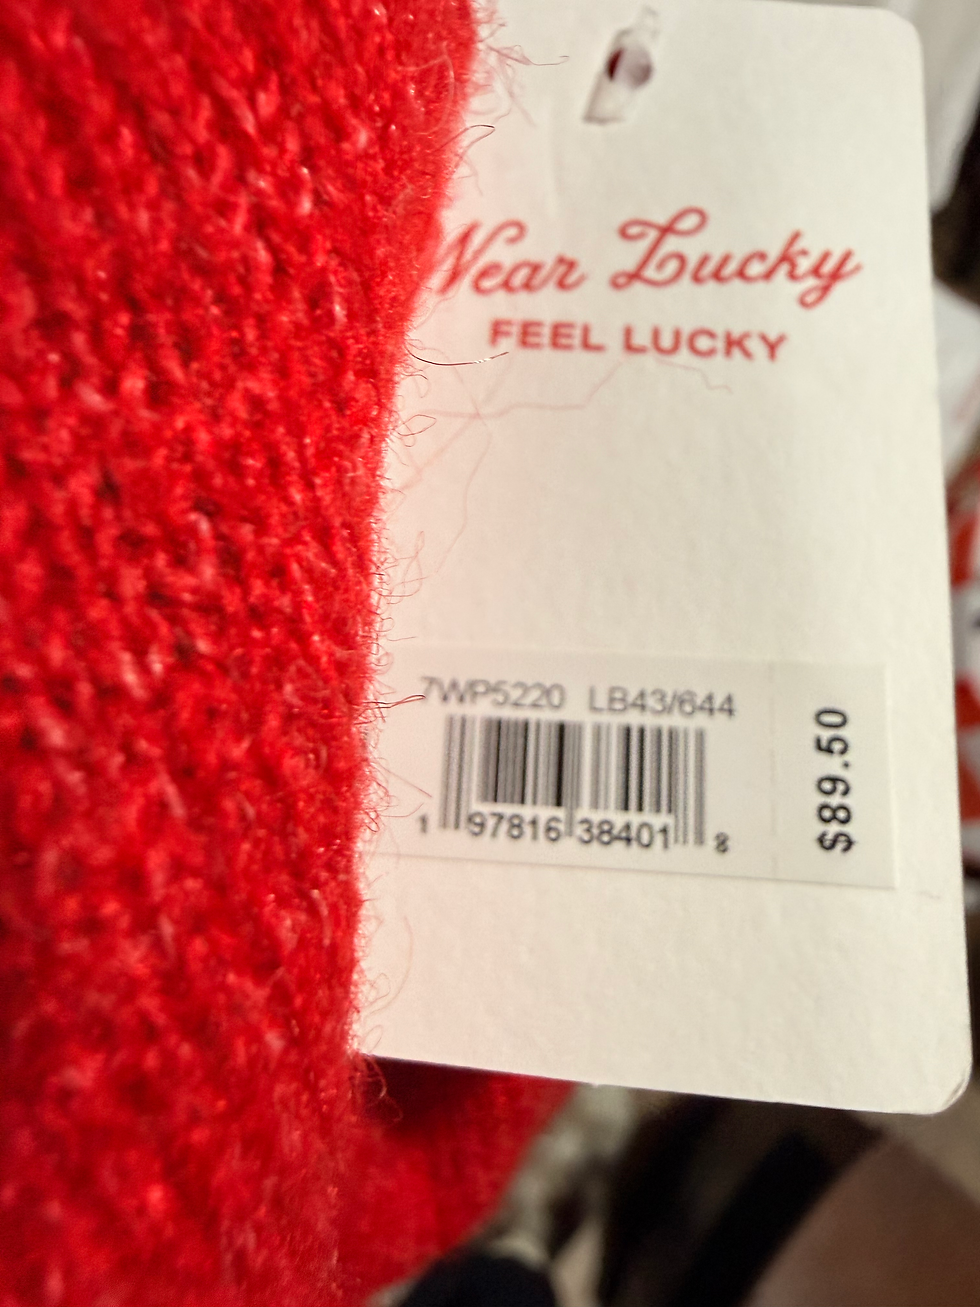 Wear Lucky
FEEL LUCKY
7WP5220 LB43/644
1 97816 38401 8
$89.50